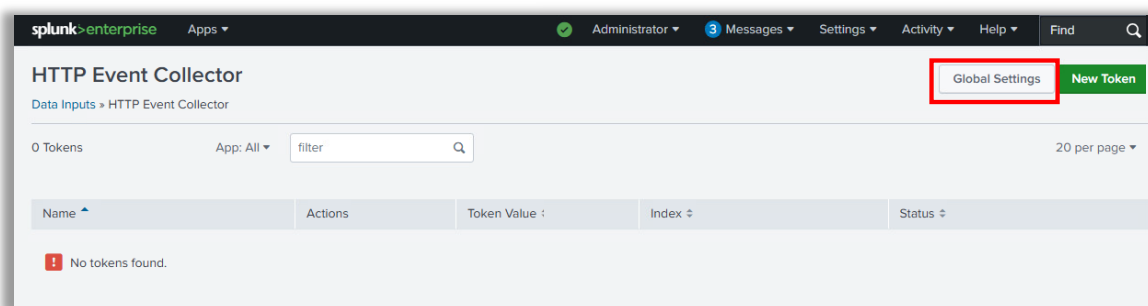 splunk>enterprise Apps Administrator 3 Messages Settings Activity Help Find
HTTP Event Collector
Global Settings New Token
Data Inputs » HTTP Event Collector
0 Tokens App: All filter 20 per page
Name Actions Token Value Index Status
! No tokens found.